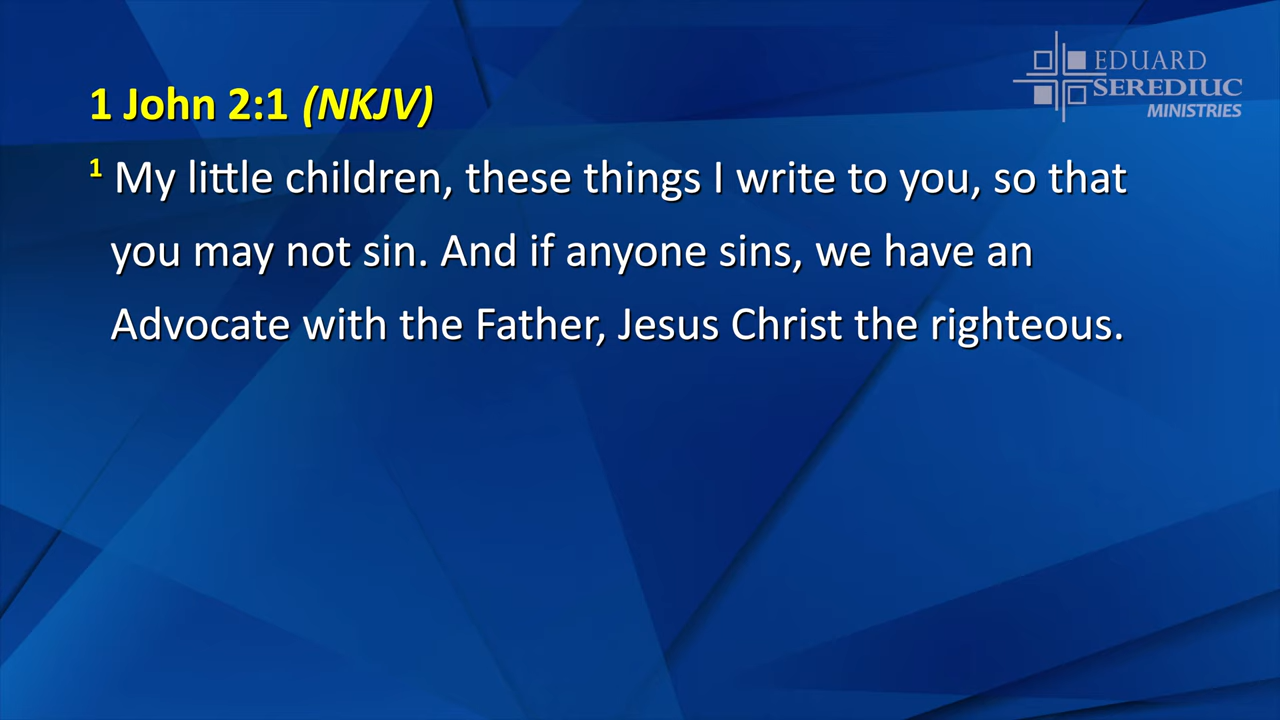 EDUARD
SEREDIUC
MINISTRIES
1 John 2:1 (NKJV)
1 My little children, these things I write to you, so that
you may not sin. And if anyone sins, we have an
Advocate with the Father, Jesus Christ the righteous.